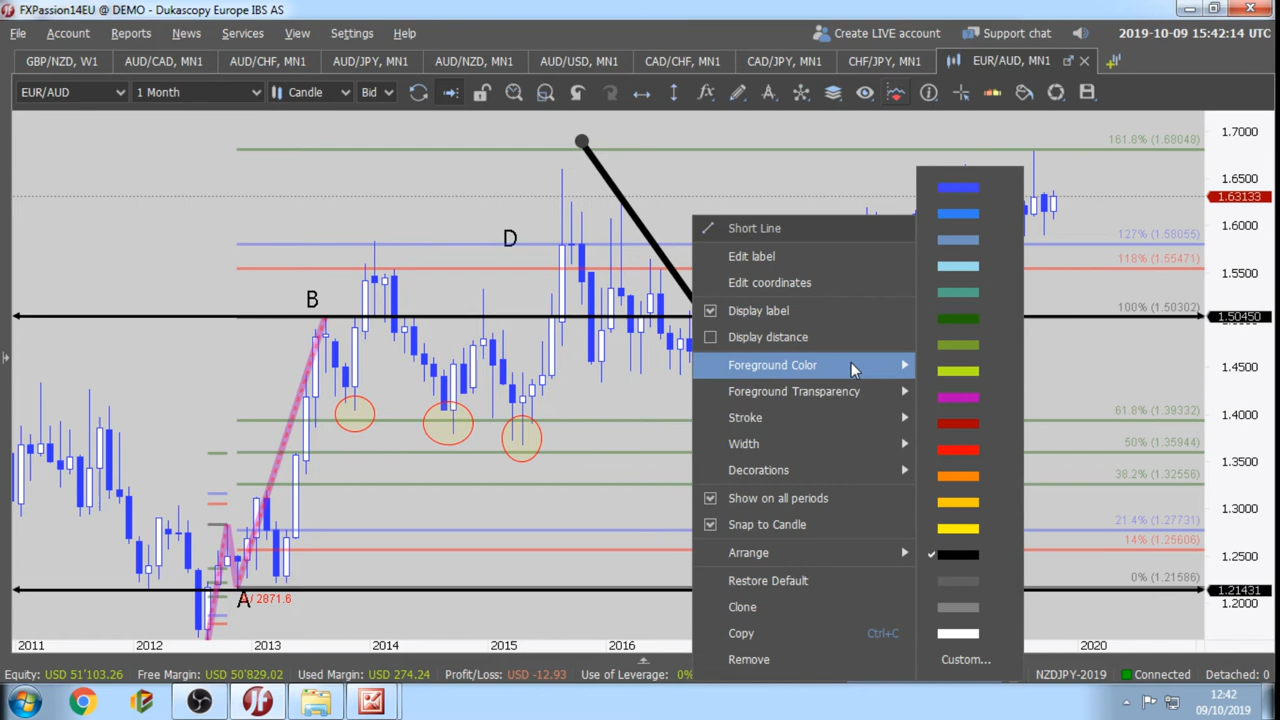 FXPassion14EU @ DEMO - Dukascopy Europe IBS AS
File Account Reports News Services View Settings Help Create LIVE account Support chat 2019-10-09 15:42:14 UTC
GBP/NZD, W1 AUD/CAD, MN1 AUD/CHF, MN1 AUD/JPY, MN1 AUD/NZD, MN1 AUD/USD, MN1 CAD/CHF, MN1 CAD/JPY, MN1 CHF/JPY, MN1 EUR/AUD, MN1
EUR/AUD 1 Month Candle Bid
161.8% (1.68048) 1.7000
1.6500
1.63133
Short Line
D 127% (1.58055) 1.6000
Edit label
118% (1.55471) 1.5500
Edit coordinates
B Display label 100% (1.50302) 1.50450
Display distance
Foreground Color 1.4500
Foreground Transparency
Stroke 61.8% (1.39332) 1.4000
Width 50% (1.35944) 1.3500
Decorations 38.2% (1.32556)
Show on all periods 1.3000
Snap to Candle 21.4% (1.27731)
Arrange 14% (1.25606) 1.2500
Restore Default 0% (1.21586) 1.21431
A / 2871.6 Clone 1.2000
Copy Ctrl+C
2011 2012 2013 2014 2015 2016 2020
Remove Custom...
Equity: USD 51'103.26 Free Margin: USD 50'829.02 Used Margin: USD 274.24 Profit/Loss: USD -12.93 Use of Leverage: 0% NZDJPY-2019 Connected Detached: 0
12:42
09/10/2019